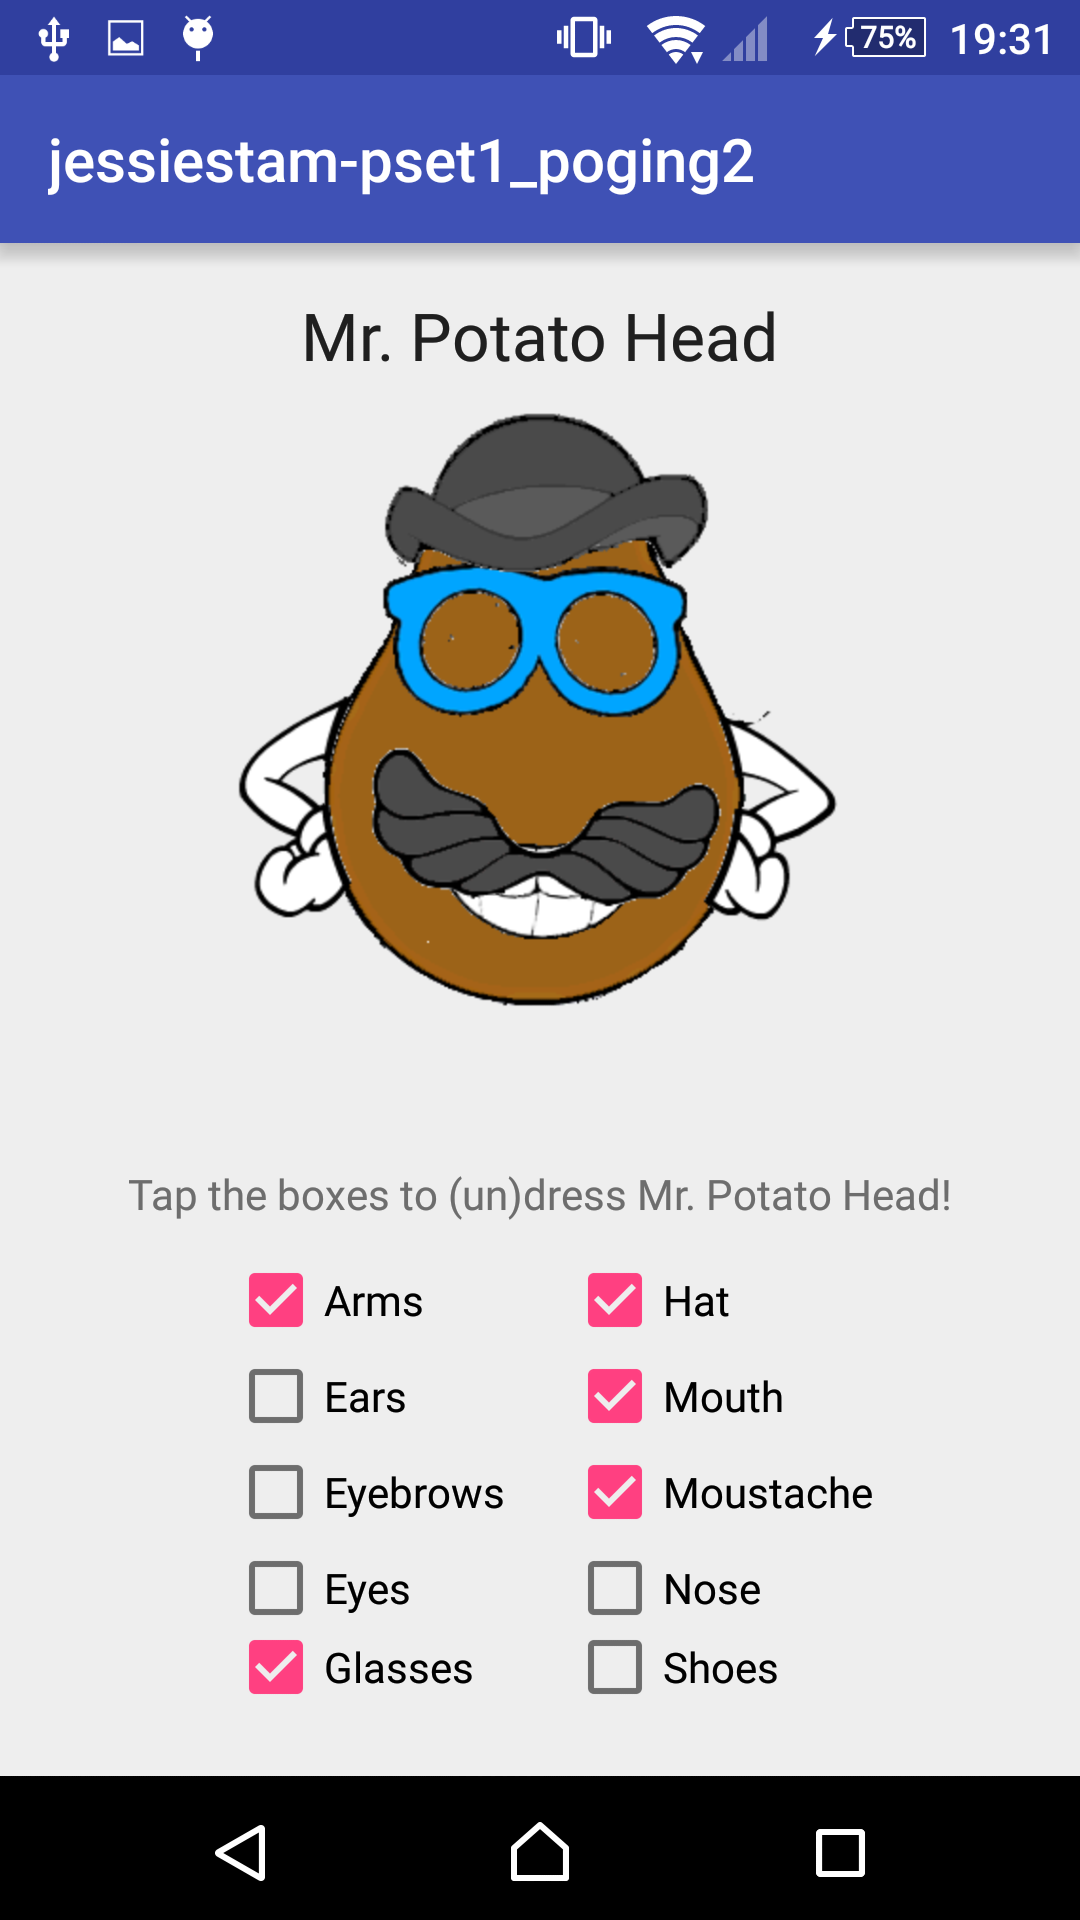 75% 19:31
jessiestam-pset1_poging2
Mr. Potato Head
Tap the boxes to (un)dress Mr. Potato Head!
Arms Hat
Ears Mouth
Eyebrows Moustache
Eyes Nose
Glasses Shoes